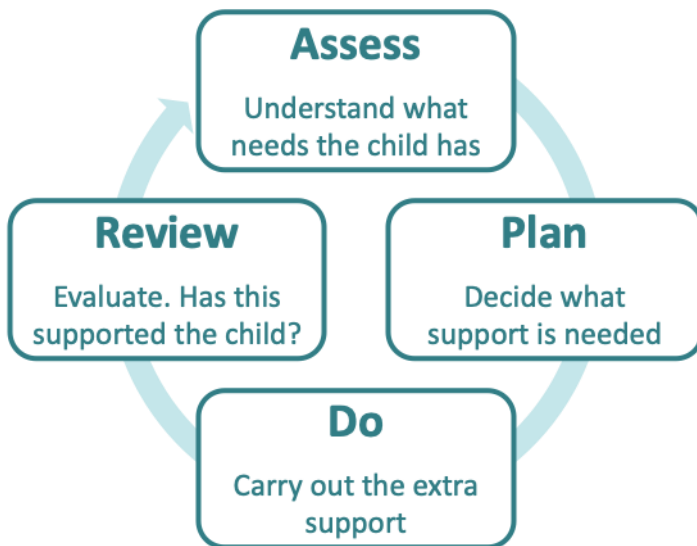 Assess
Understand what
needs the child has
Review
Evaluate. Has this
supported the child?
Plan
Decide what
support is needed
Do
Carry out the extra
support